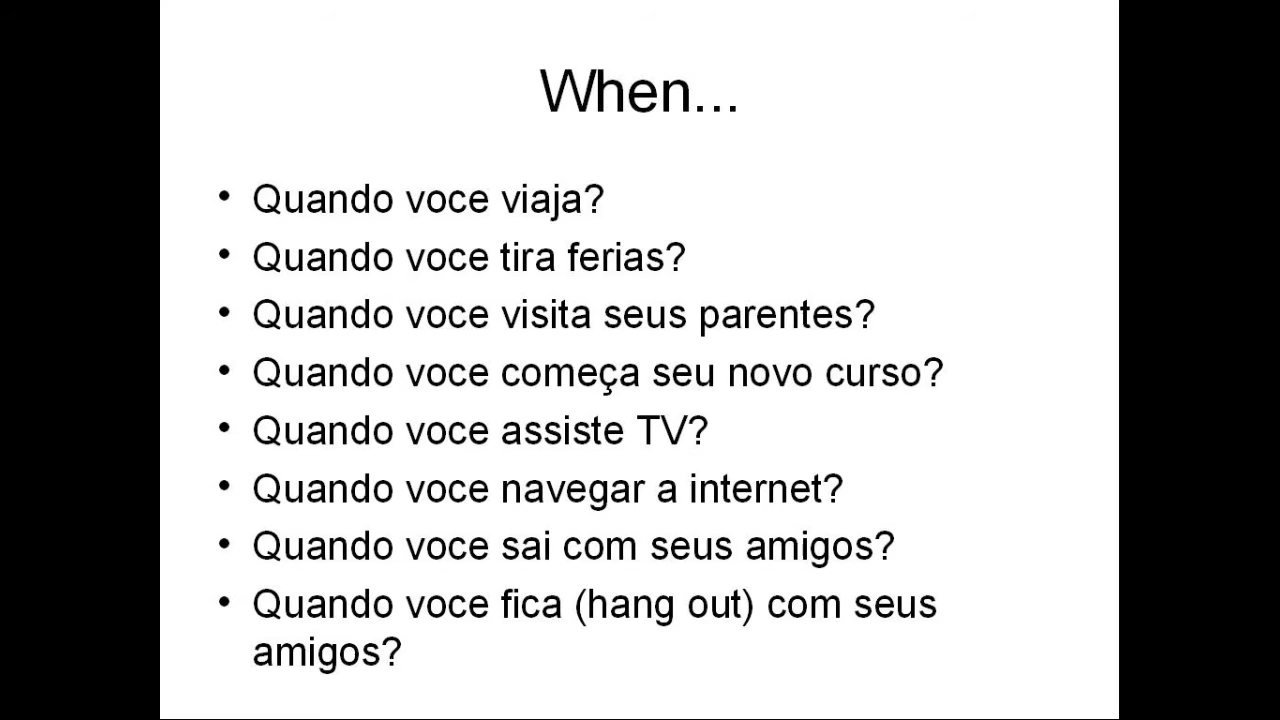 When...
• Quando voce viaja?
• Quando voce tira ferias?
• Quando voce visita seus parentes?
• Quando voce começa seu novo curso?
• Quando voce assiste TV?
• Quando voce navegar a internet?
• Quando voce sai com seus amigos?
• Quando voce fica (hang out) com seus
amigos?